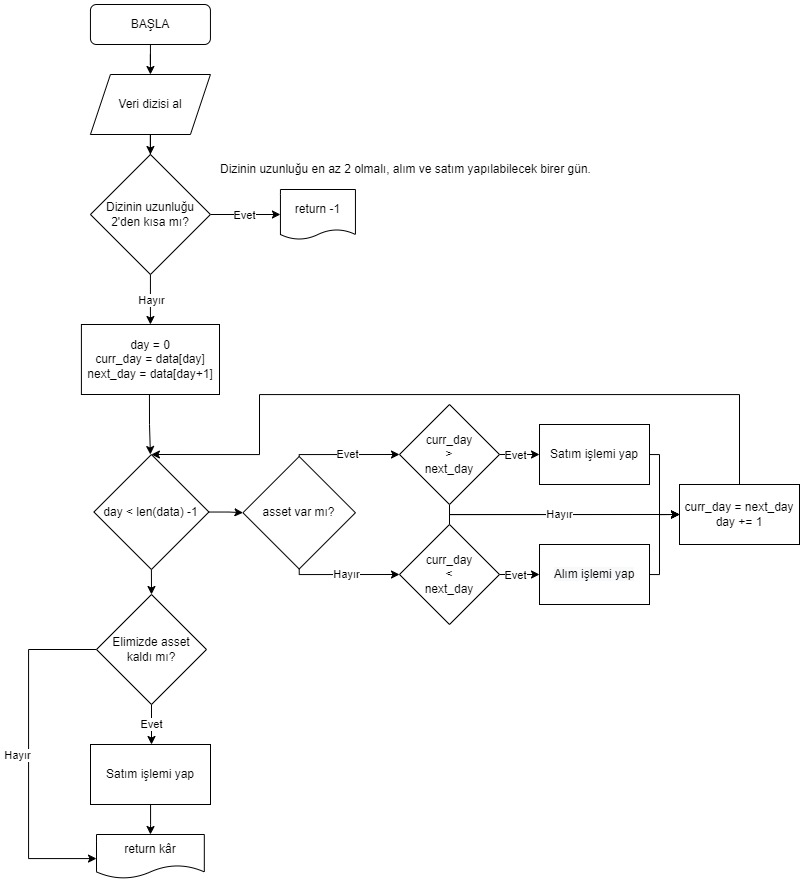 BAŞLA
Veri dizisi al
Dizinin uzunluğu en az 2 olmalı, alım ve satım yapılabilecek birer gün.
Dizinin uzunluğu
2'den kısa mı?
Evet
return -1
Hayır
day = 0
curr_day = data[day]
next_day = data[day+1]
day < len(data) -1
asset var mı?
Evet
curr_day
>
next_day
Evet
Satım işlemi yap
Hayır
curr_day = next_day
day += 1
Hayır
curr_day
<
next_day
Evet
Alım işlemi yap
Elimizde asset
kaldı mı?
Evet
Hayır
Satım işlemi yap
return kâr